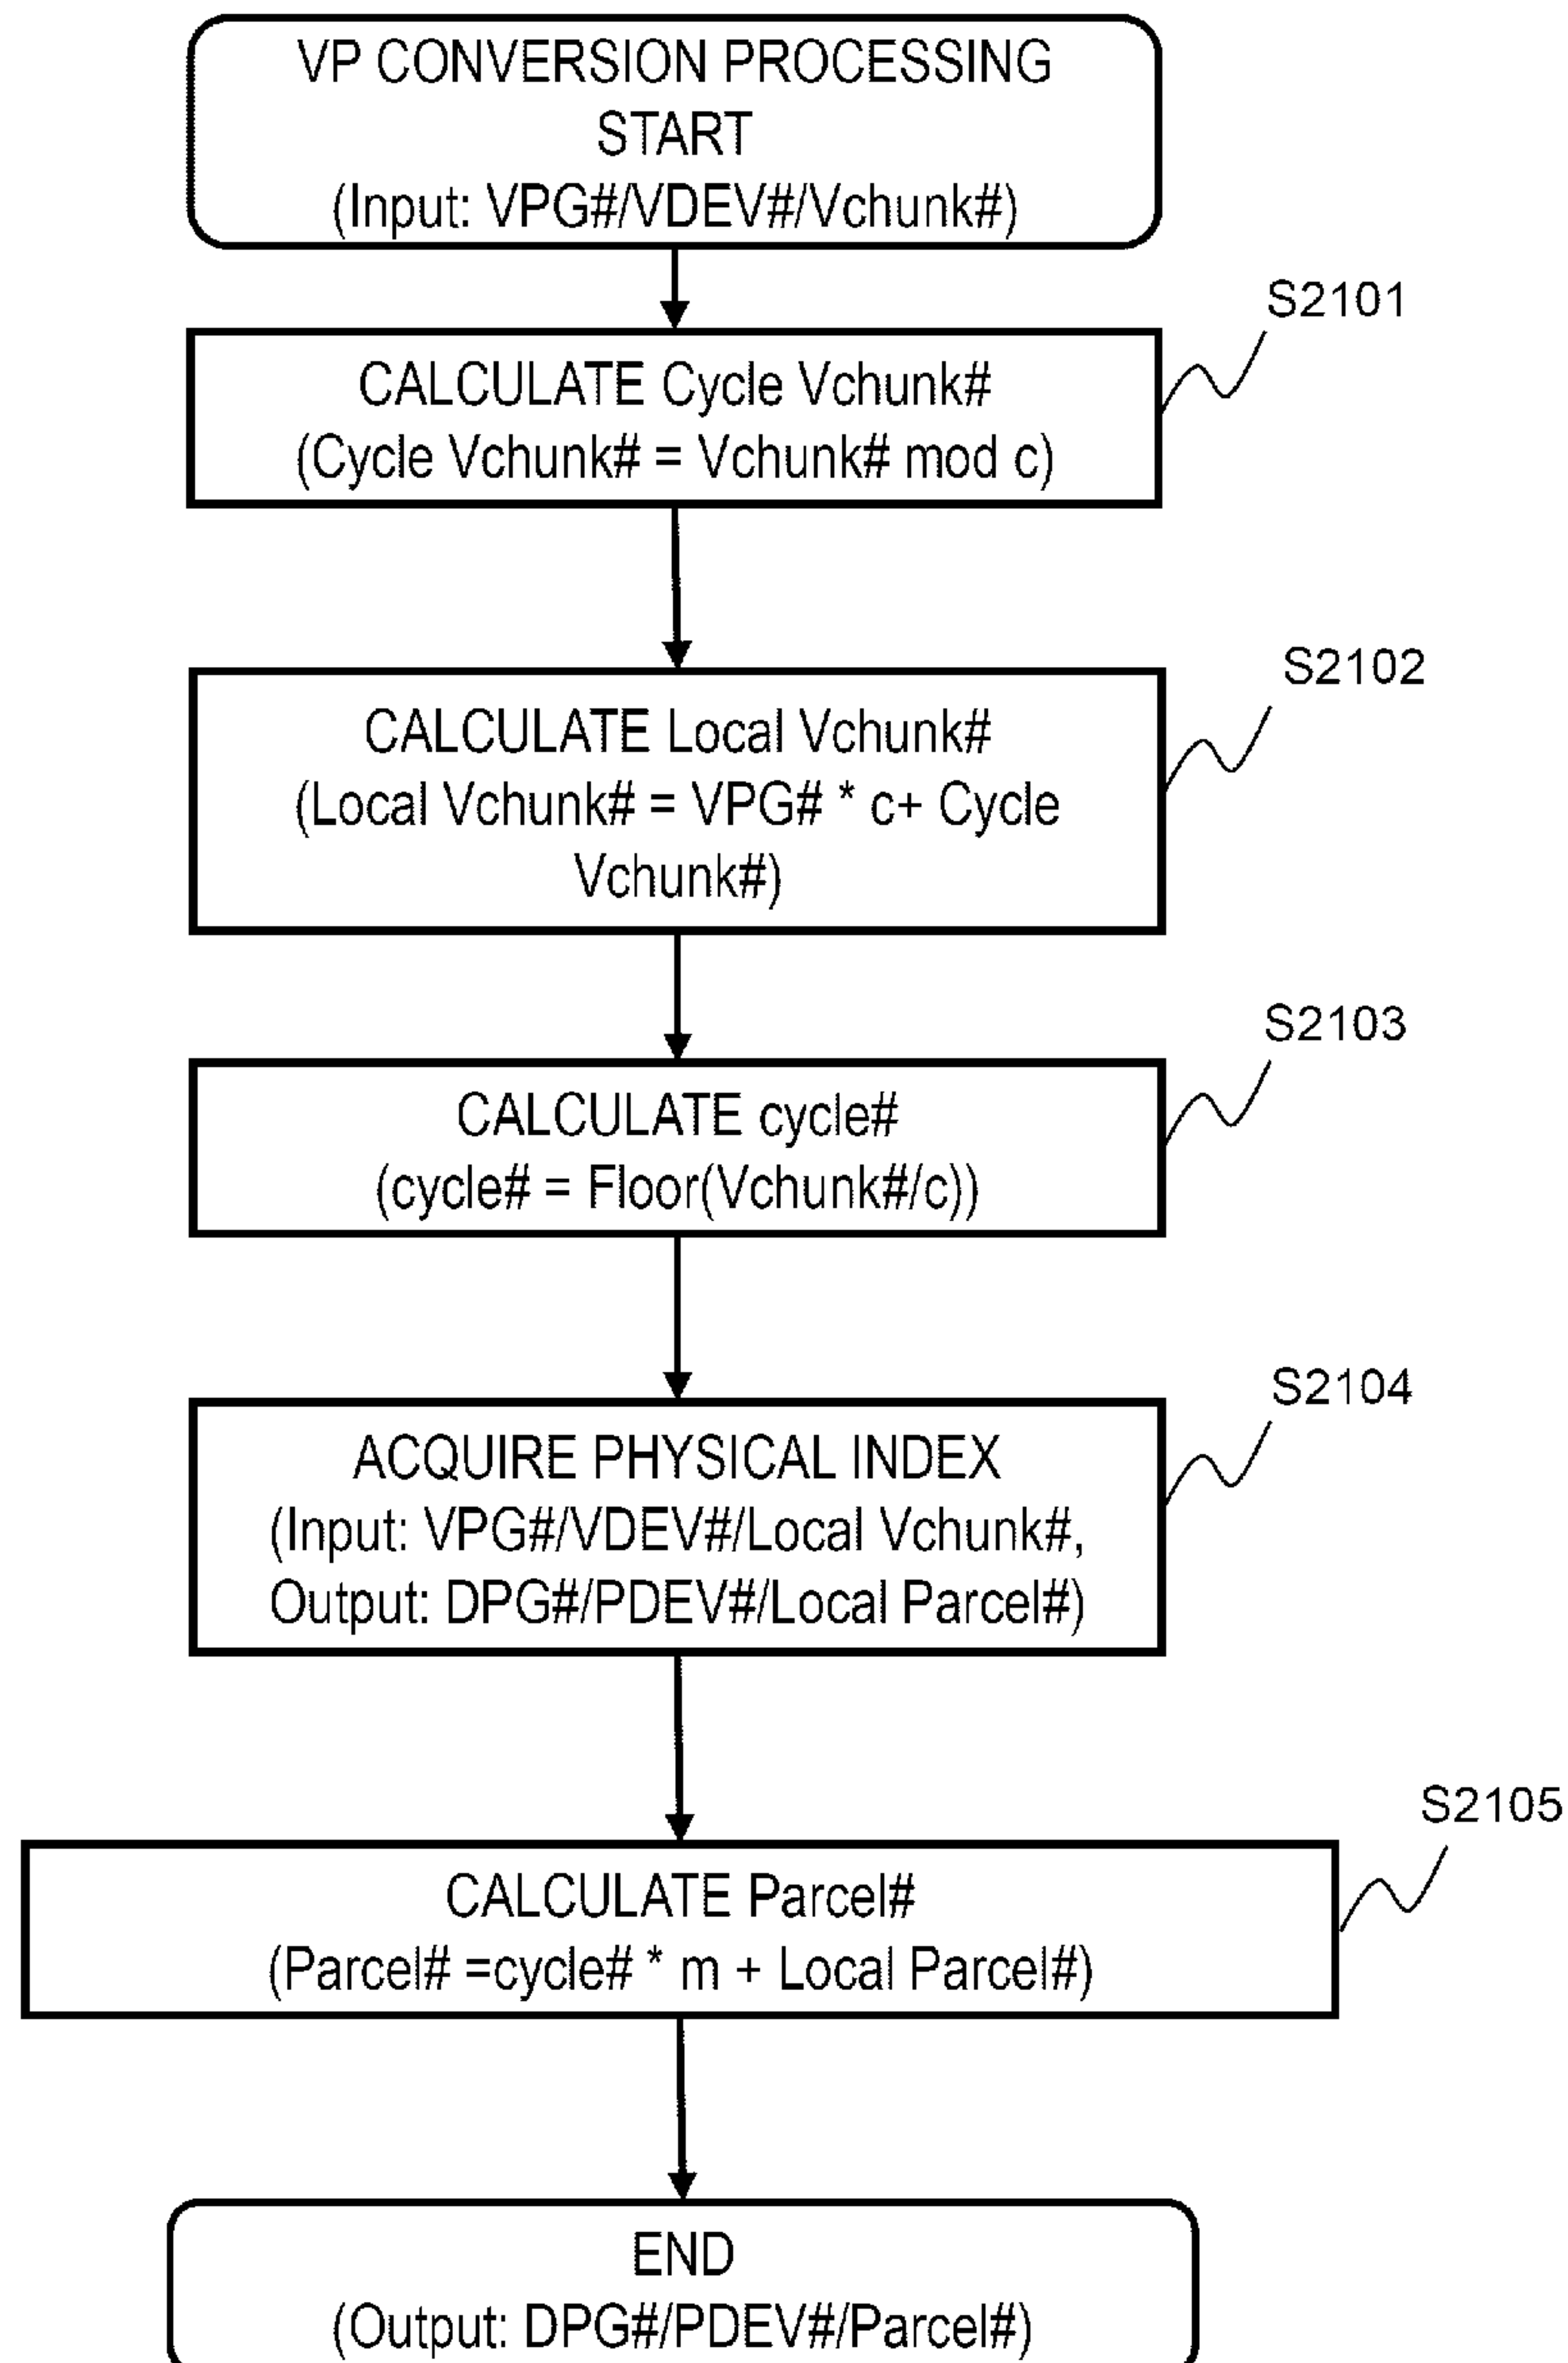 VP CONVERSION PROCESSING
START
(Input: VPG#/VDEV#/Vchunk#)
S2101
CALCULATE Cycle Vchunk#
(Cycle Vchunk# = Vchunk# mod c)
S2102
CALCULATE Local Vchunk#
(Local Vchunk# = VPG# * c+ Cycle
Vchunk#)
S2103
CALCULATE cycle#
(cycle# = Floor(Vchunk#/c))
S2104
ACQUIRE PHYSICAL INDEX
(Input: VPG#/VDEV#/Local Vchunk#,
Output: DPG#/PDEV#/Local Parcel#)
S2105
CALCULATE Parcel#
(Parcel# =cycle# * m + Local Parcel#)
END
(Output: DPG#/PDEV#/Parcel#)